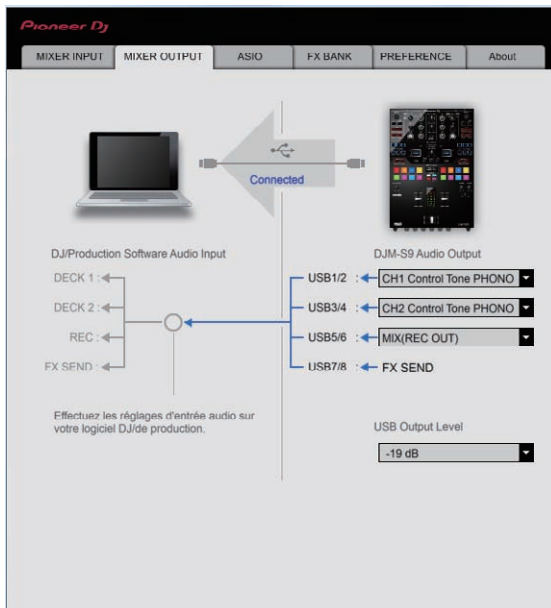 Pioneer Dj
MIXER INPUT
MIXER OUTPUT
ASIO
FX BANK
PREFERENCE
About
Connected
DJ/Production Software Audio Input
DJM-S9 Audio Output
DECK 1 :
DECK 2 :
REC :
FX SEND :
USB1/2 :
CH1 Control Tone PHONO
USB3/4 :
CH2 Control Tone PHONO
USB5/6 :
MIX(REC OUT)
USB7/8 :
FX SEND
Effectuez les réglages d'entrée audio sur
votre logiciel DJ/de production.
USB Output Level
-19 dB